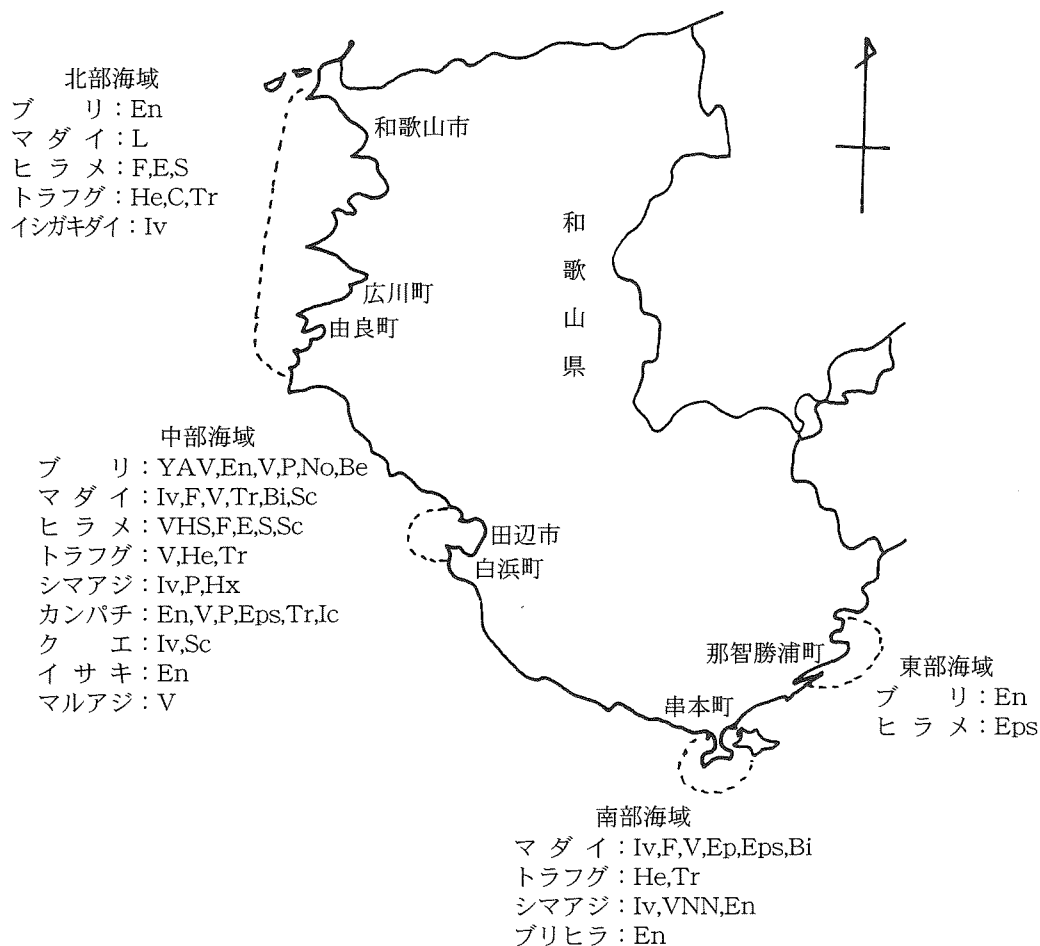 北部海域
ブリ：En
マダイ：L
ヒラメ：F,E,S
トラフグ：He,C,Tr
イシガキダイ：Iv
和歌山市
広川町
由良町
和歌山県
中部海域
ブリ：YAV,En,V,P,No,Be
マダイ：Iv,F,V,Tr,Bi,Sc
ヒラメ：VHS,F,E,S,Sc
トラフグ：V,He,Tr
シマアジ：Iv,P,Hx
カンパチ：En,V,P,Eps,Tr,Ic
クエ：Iv,Sc
イサキ：En
マルアジ：V
田辺市
白浜町
那智勝浦町
串本町
東部海域
ブリ：En
ヒラメ：Eps
南部海域
マダイ：Iv,F,V,Ep,Eps,Bi
トラフグ：He,Tr
シマアジ：Iv,VNN,En
ブリヒラ：En